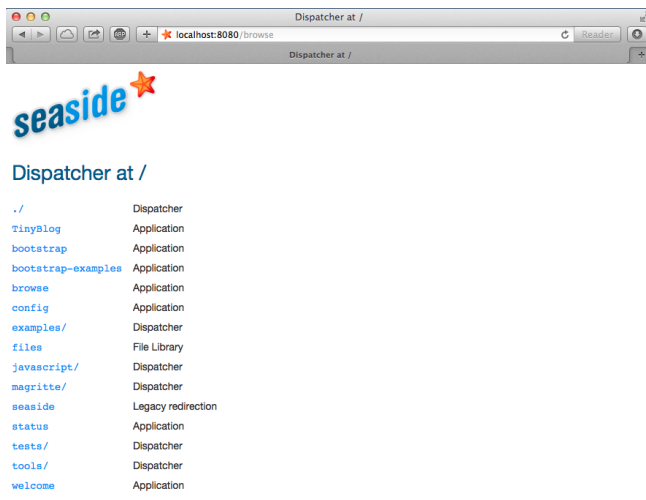 Dispatcher at /
ABP + localhost:8080/browse Reader
Dispatcher at / +
seaside
Dispatcher at /
./ Dispatcher
TinyBlog Application
bootstrap Application
bootstrap-examples Application
browse Application
config Application
examples/ Dispatcher
files File Library
javascript/ Dispatcher
magritte/ Dispatcher
seaside Legacy redirection
status Application
tests/ Dispatcher
tools/ Dispatcher
welcome Application